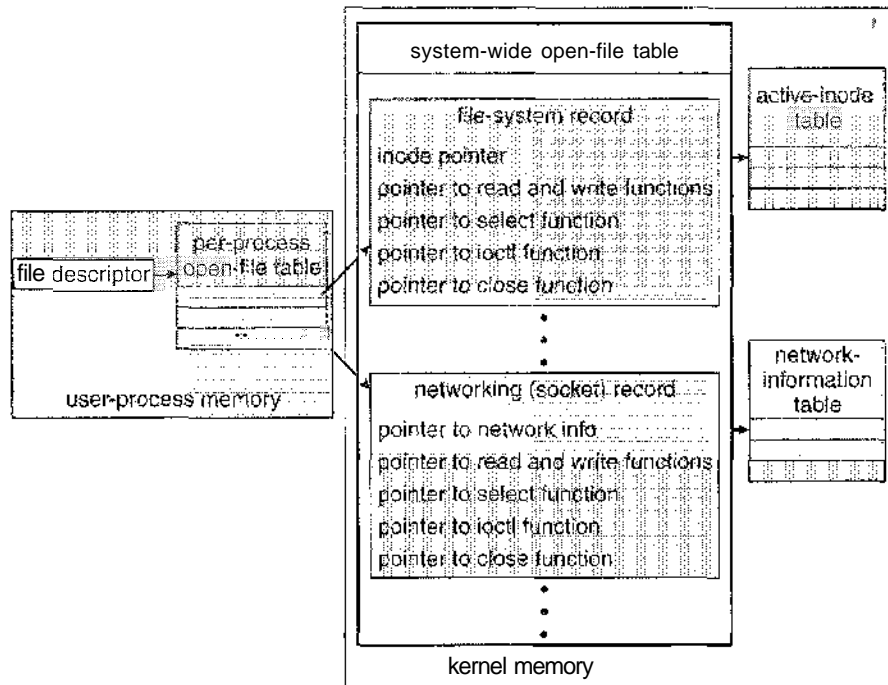 system-wide open-file table
file-system record
inode pointer
pointer to read and write functions
pointer to select function
pointer to ioctl function
pointer to close function
networking (socket) record
pointer to network info
pointer to read and write functions
pointer to select function
pointer to ioctl function
pointer to close function
kernel memory
file descriptor
per-process
open-file table
user-process memory
active-inode
table
network-
information
table